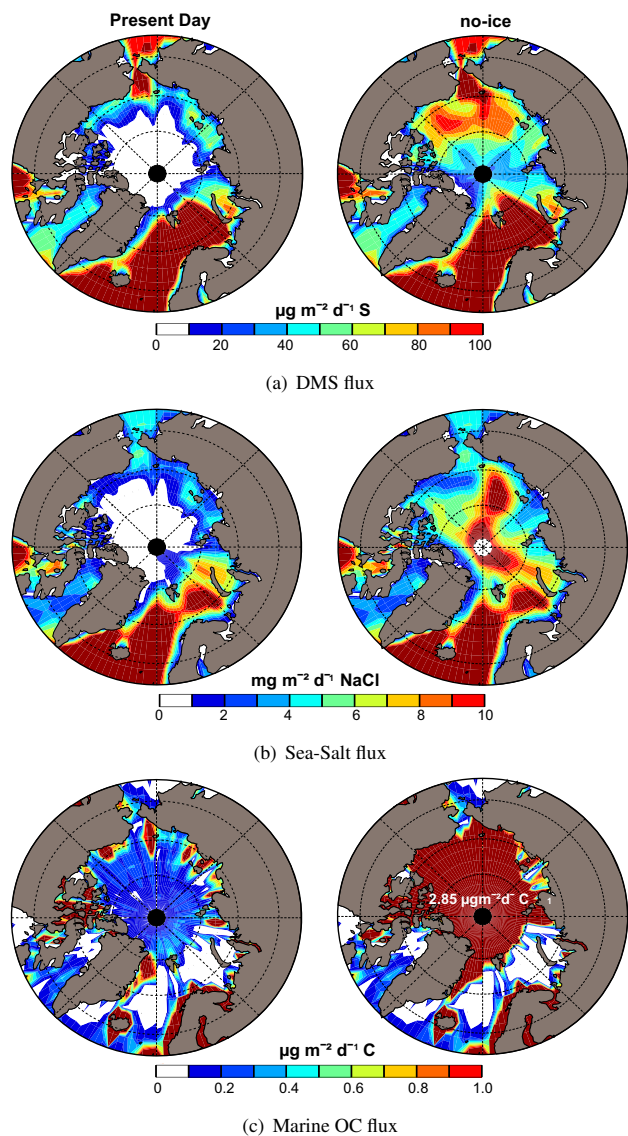 Present Day no-ice
µg m⁻² d⁻¹ S
0 20 40 60 80 100
(a) DMS flux
mg m⁻² d⁻¹ NaCl
0 2 4 6 8 10
(b) Sea-Salt flux
2.85 µgm⁻²d⁻ C ₁
µg m⁻² d⁻¹ C
0 0.2 0.4 0.6 0.8 1.0
(c) Marine OC flux